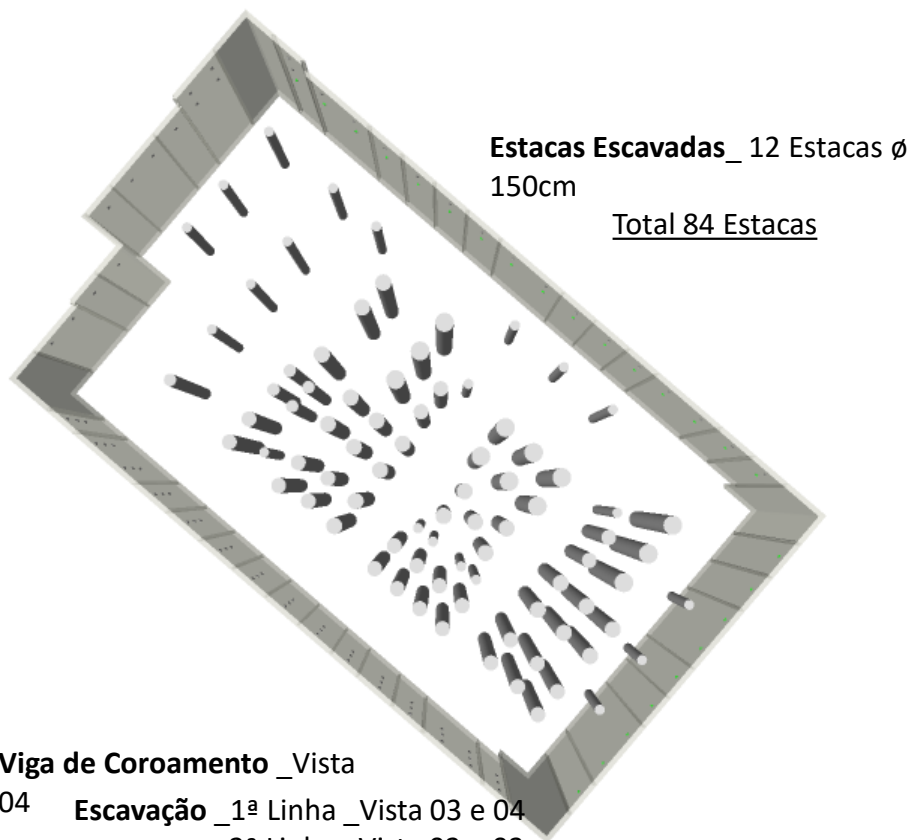 Estacas Escavadas_ 12 Estacas ø
150cm
Total 84 Estacas
Viga de Coroamento _Vista
04
Escavação _1ª Linha _Vista 03 e 04